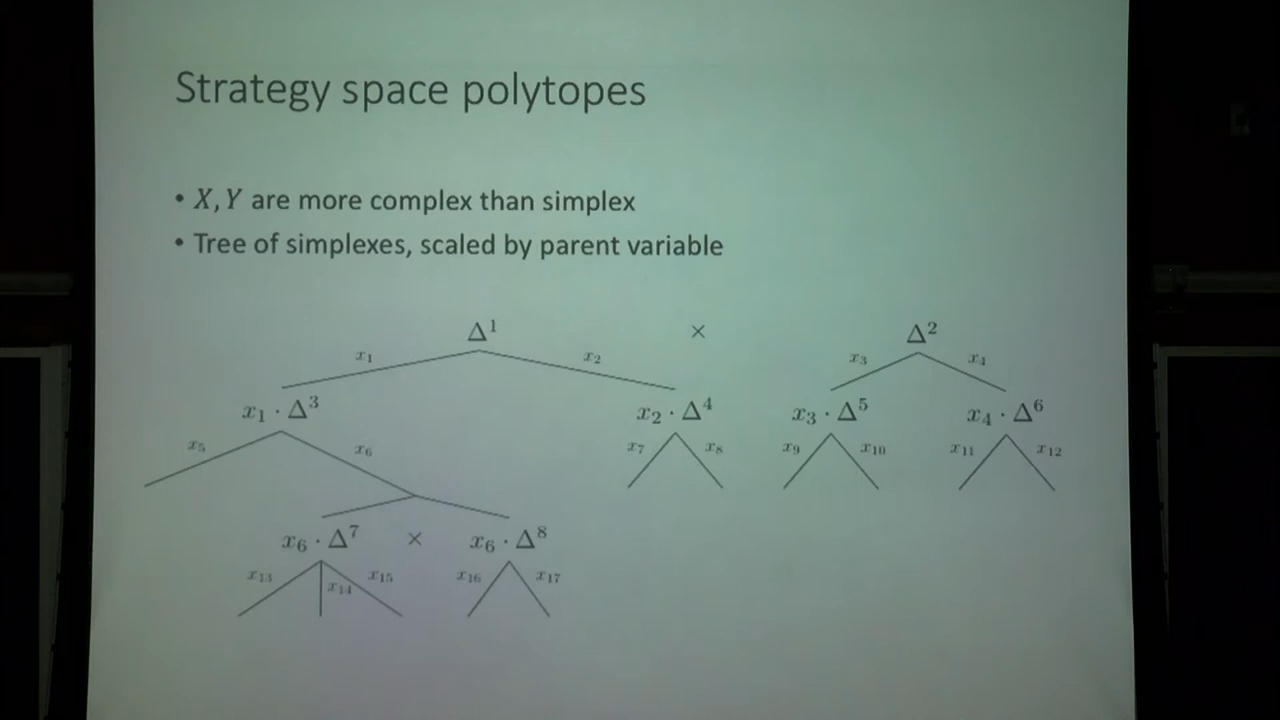 Strategy space polytopes
• X, Y are more complex than simplex
• Tree of simplexes, scaled by parent variable
Δ¹ × Δ²
x₁ x₂ x₃ x₄
x₁ · Δ³ x₂ · Δ⁴ x₃ · Δ⁵ x₄ · Δ⁶
x₅ x₆ x₇ x₈ x₉ x₁₀ x₁₁ x₁₂
x₆ · Δ⁷ × x₆ · Δ⁸
x₁₃ x₁₄ x₁₅ x₁₆ x₁₇